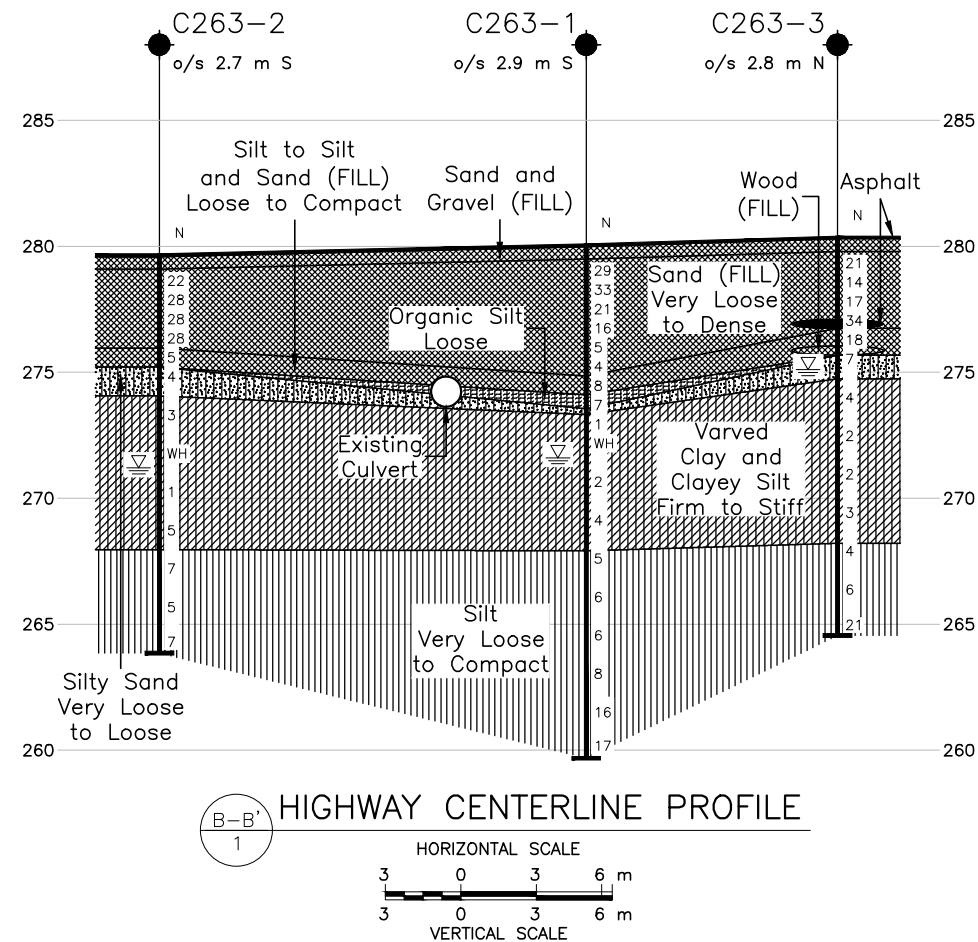 C263-2
C263-1
C263-3
o/s 2.7 m S
o/s 2.9 m S
o/s 2.8 m N
285
285
Silt to Silt
and Sand (FILL)
Loose to Compact
Sand and
Gravel (FILL)
Wood
(FILL)
Asphalt
N
N
N
280
280
22
28
28
28
5
4
3
WH
1
5
7
5
7
29
33
21
16
5
4
8
7
1
WH
2
4
5
6
6
8
16
17
21
14
17
34
18
7
4
2
2
3
4
6
21
Sand (FILL)
Very Loose
to Dense
Organic Silt
Loose
275
275
Existing
Culvert
Varved
Clay and
Clayey Silt
Firm to Stiff
270
270
265
265
Silt
Very Loose
to Compact
Silty Sand
Very Loose
to Loose
260
260
B-B'
1
HIGHWAY CENTERLINE PROFILE
HORIZONTAL SCALE
3 0 3 6 m
3 0 3 6 m
VERTICAL SCALE